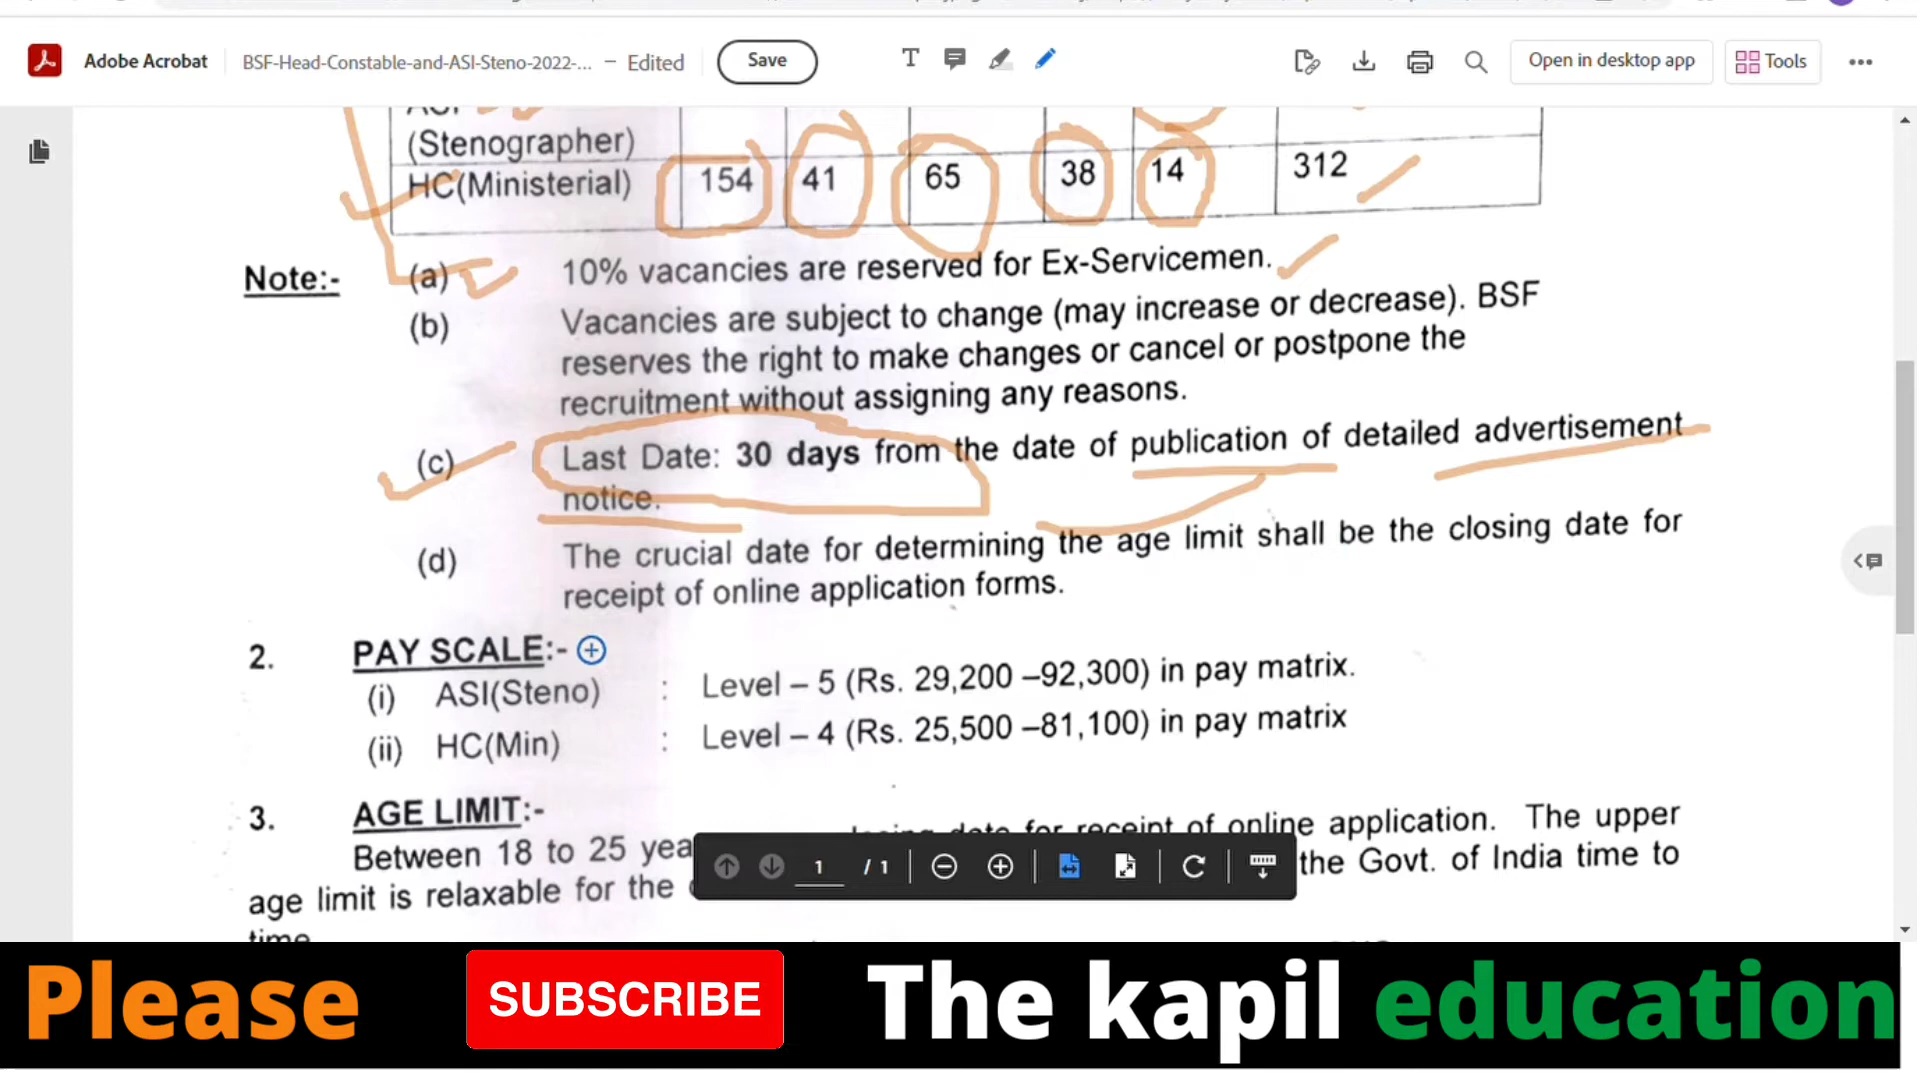 Adobe Acrobat BSF-Head-Constable-and-ASI-Steno-2022-... – Edited Save Open in desktop app Tools
(Stenographer)
HC(Ministerial) 154 41 65 38 14 312
Note:- (a) 10% vacancies are reserved for Ex-Servicemen.
(b) Vacancies are subject to change (may increase or decrease). BSF
reserves the right to make changes or cancel or postpone the
recruitment without assigning any reasons.
(c) Last Date: 30 days from the date of publication of detailed advertisement
notice.
(d) The crucial date for determining the age limit shall be the closing date for
receipt of online application forms.
2. PAY SCALE:-
(i) ASI(Steno) : Level – 5 (Rs. 29,200 –92,300) in pay matrix.
(ii) HC(Min) : Level – 4 (Rs. 25,500 –81,100) in pay matrix
3. AGE LIMIT:-
Between 18 to 25 date for receipt of online application. The upper
age limit is relaxable for the the Govt. of India time to
time
1 / 1
Please SUBSCRIBE The kapil education